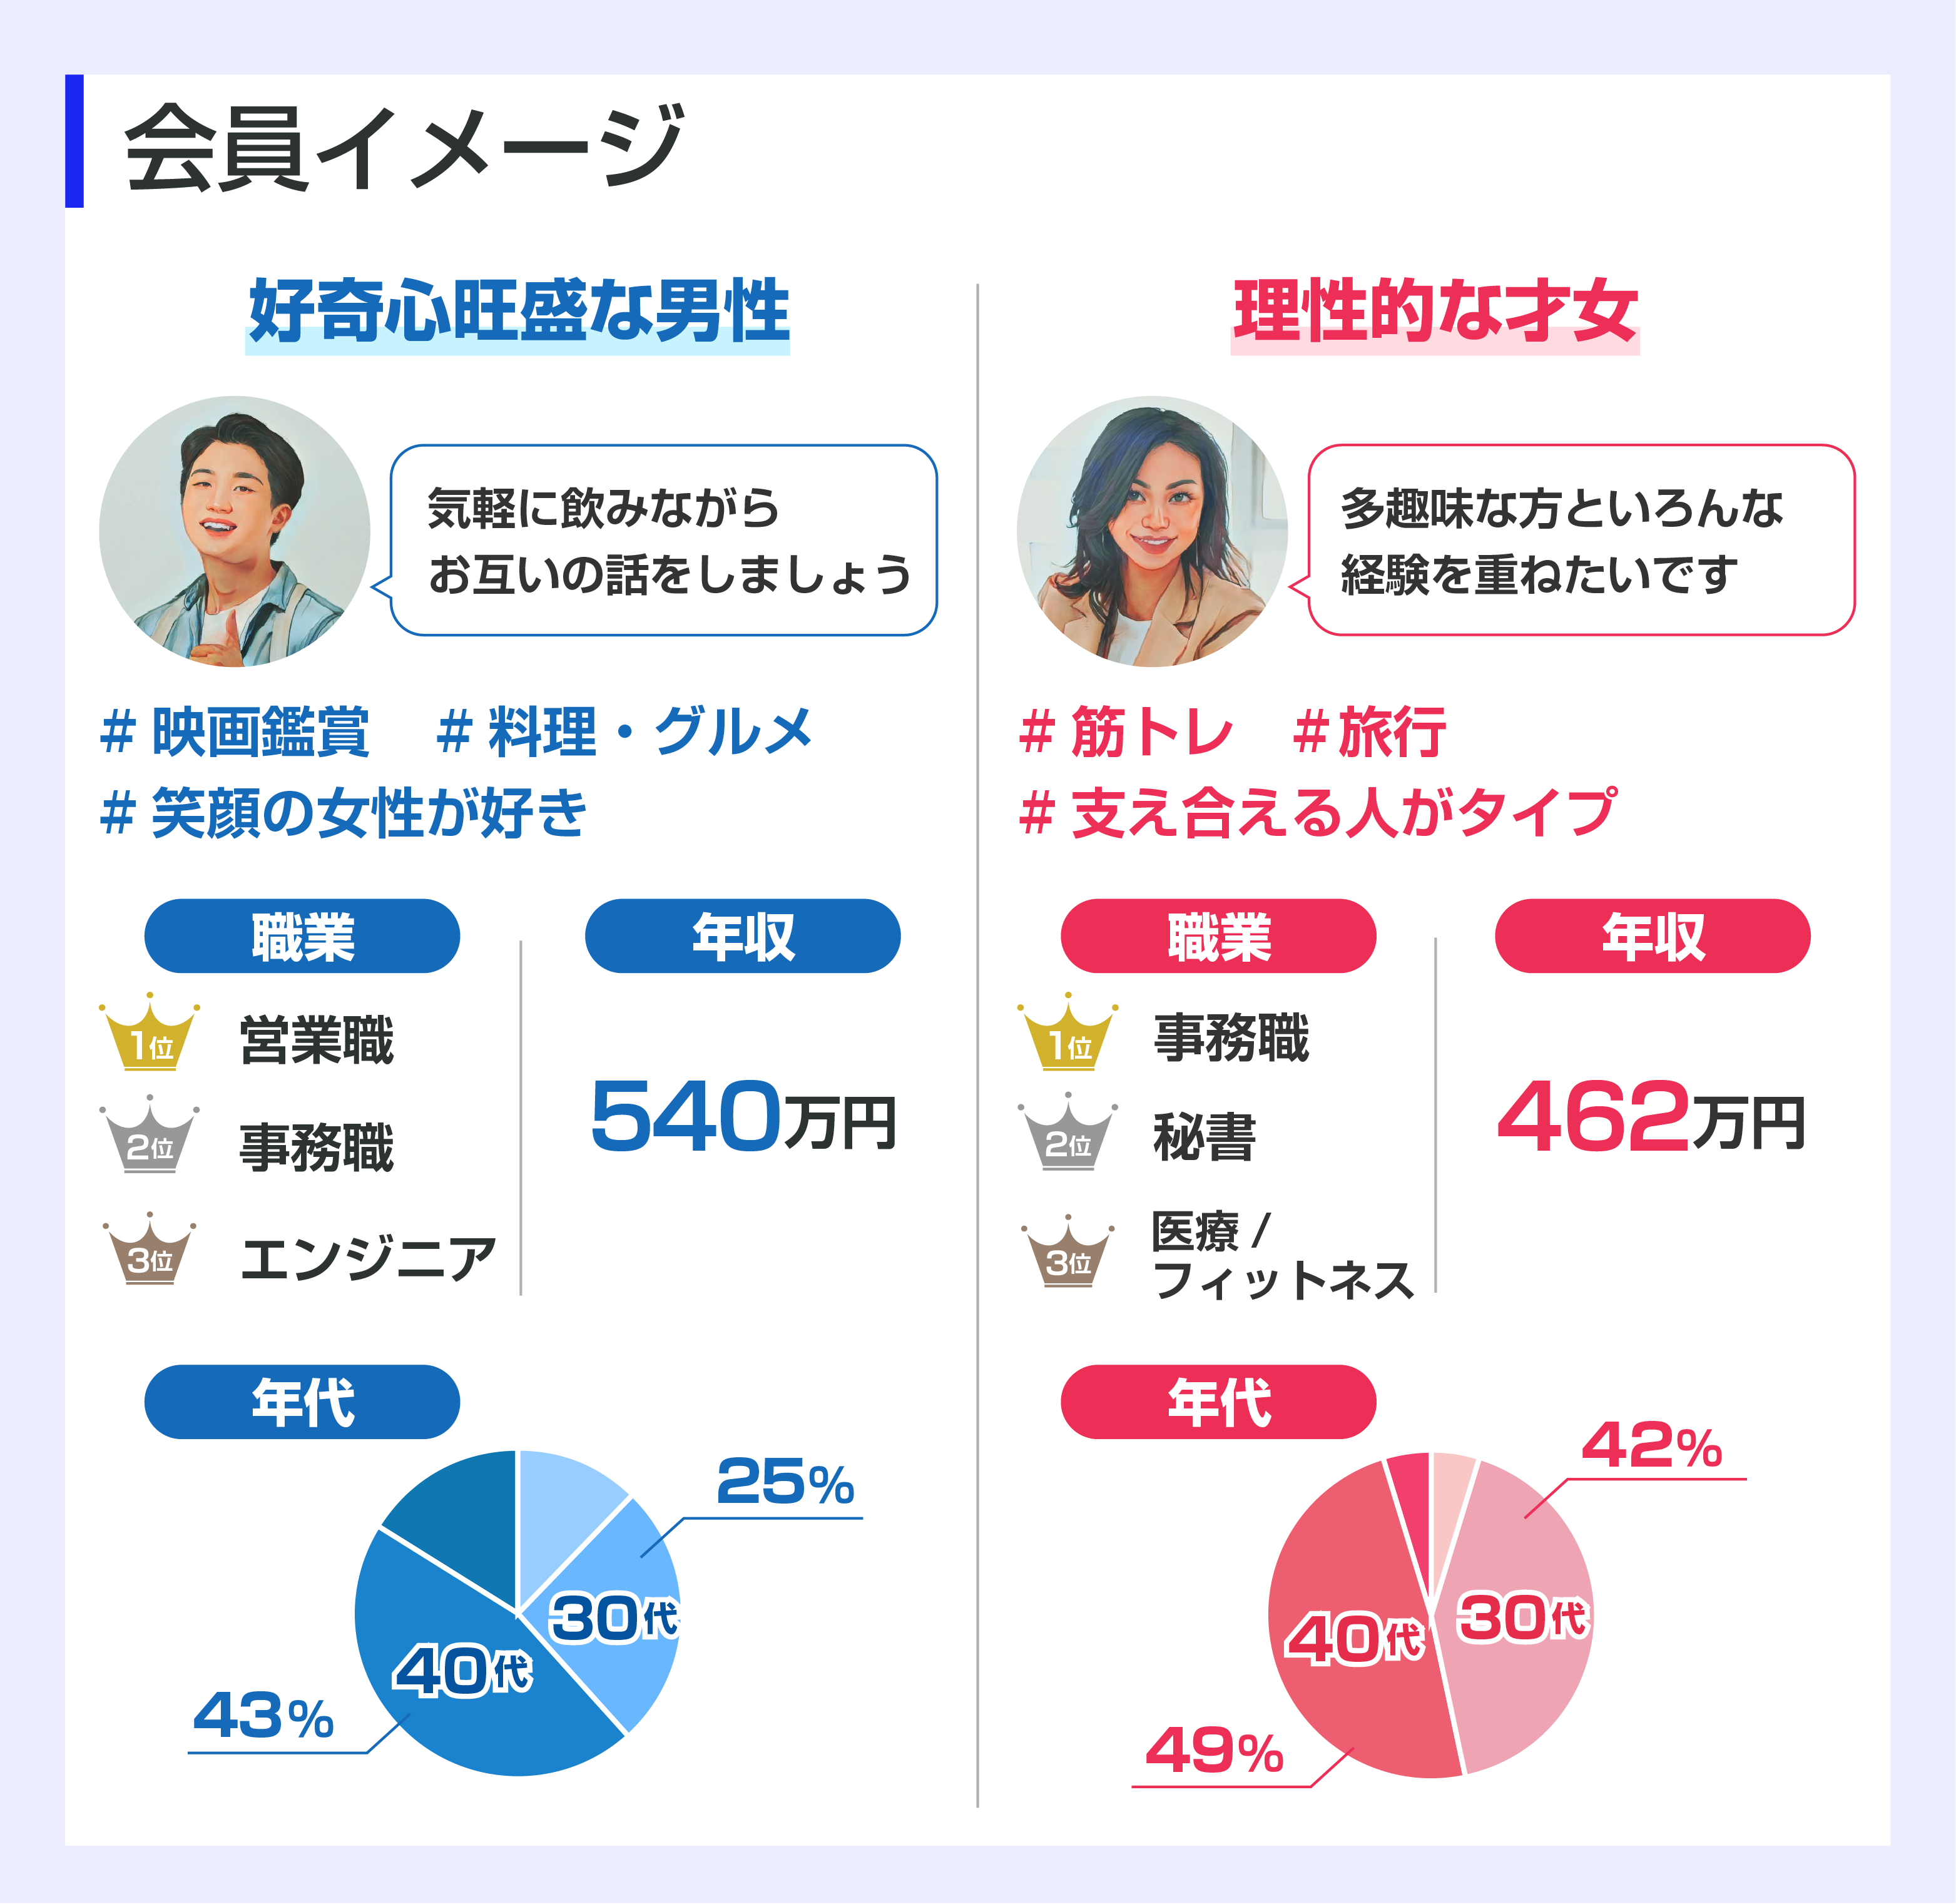 会員イメージ
好奇心旺盛な男性
気軽に飲みながら
お互いの話をしましょう
# 映画鑑賞 # 料理・グルメ
# 笑顔の女性が好き
職業
1位 営業職
2位 事務職
3位 エンジニア
年収
540万円
年代
25%
30代
40代
43%
理性的な才女
多趣味な方といろんな
経験を重ねたいです
# 筋トレ # 旅行
# 支え合える人がタイプ
職業
1位 事務職
2位 秘書
3位 医療 /
フィットネス
年収
462万円
年代
42%
30代
40代
49%